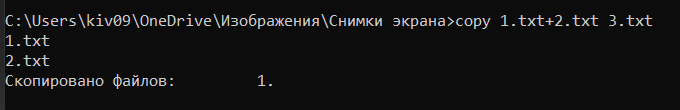 C:\Users\kiv09\OneDrive\Изображения\Снимки экрана>copy 1.txt+2.txt 3.txt
1.txt
2.txt
Скопировано файлов:         1.